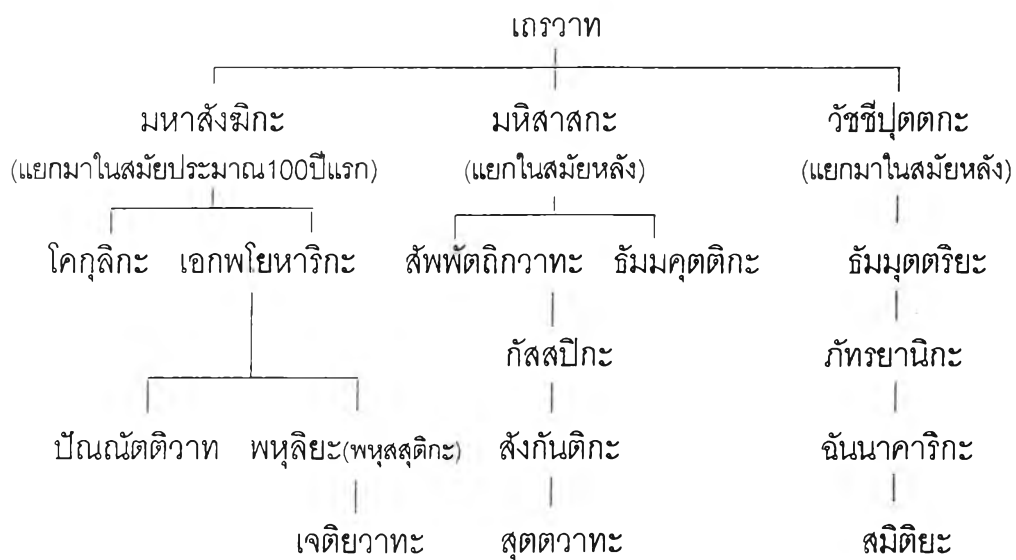 เถรวาท
มหาสังฆิกะ มหิสาสกะ วัชชีปุตตกะ
(แยกมาในสมัยประมาณ100ปีแรก) (แยกในสมัยหลัง) (แยกมาในสมัยหลัง)
โคกุลิกะ เอกพโยหาริกะ สัพพัตถิกวาทะ ธัมมคุตติกะ ธัมมุตตริยะ
กัสสปิกะ ภัทรยานิกะ
ปัณณัตติวาท พหุลิยะ(พหุสสุติกะ) สังกันติกะ ฉันนาคาริกะ
เจติยวาทะ สุตตวาทะ สมิติยะ